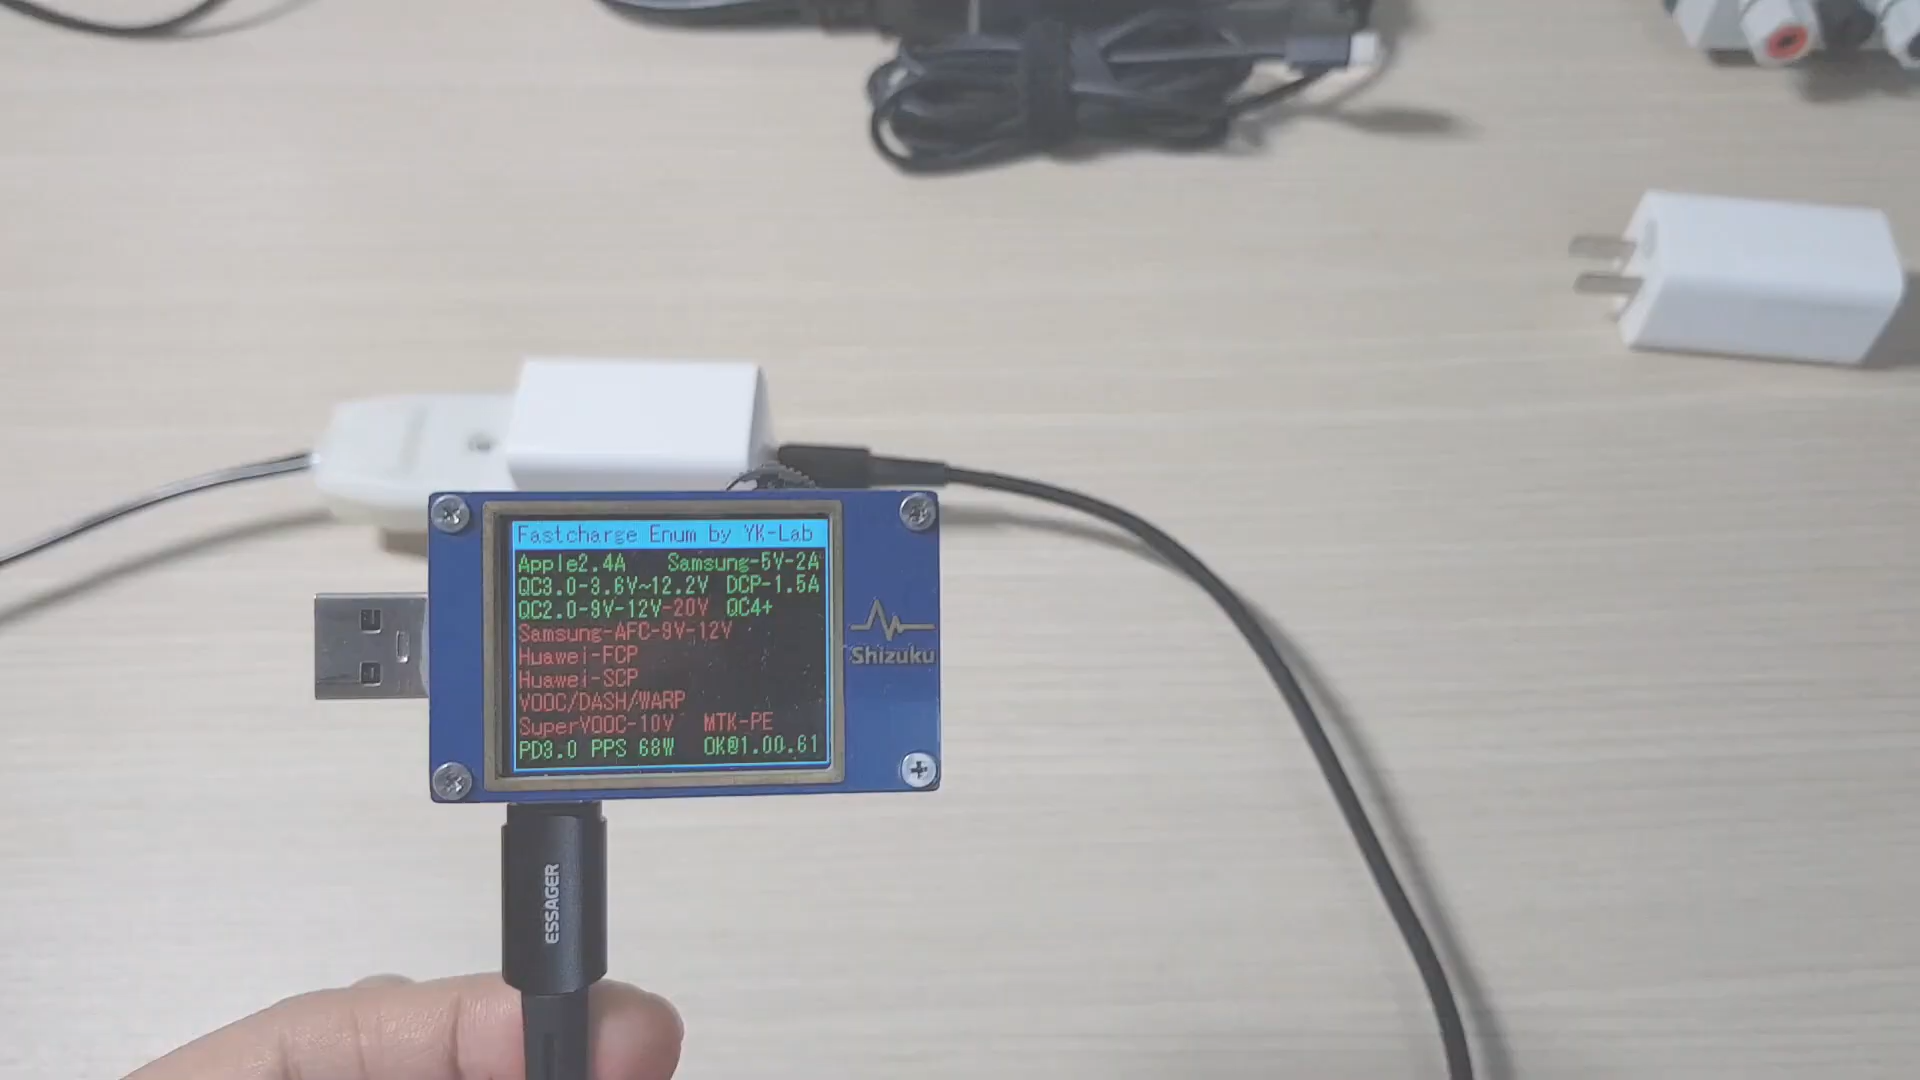 Fastcharge Enum by YK-Lab
Apple2.4A Samsung-5V-2A
QC3.0-3.6V~12.2V DCP-1.5A
QC2.0-9V-12V-20V QC4+
Samsung-AFC-9V-12V
Huawei-FCP
Huawei-SCP
VOOC/DASH/WARP
SuperVOOC-10V MTK-PE
PD3.0 PPS 68W OK@1.00.61
Shizuku
ESSAGER